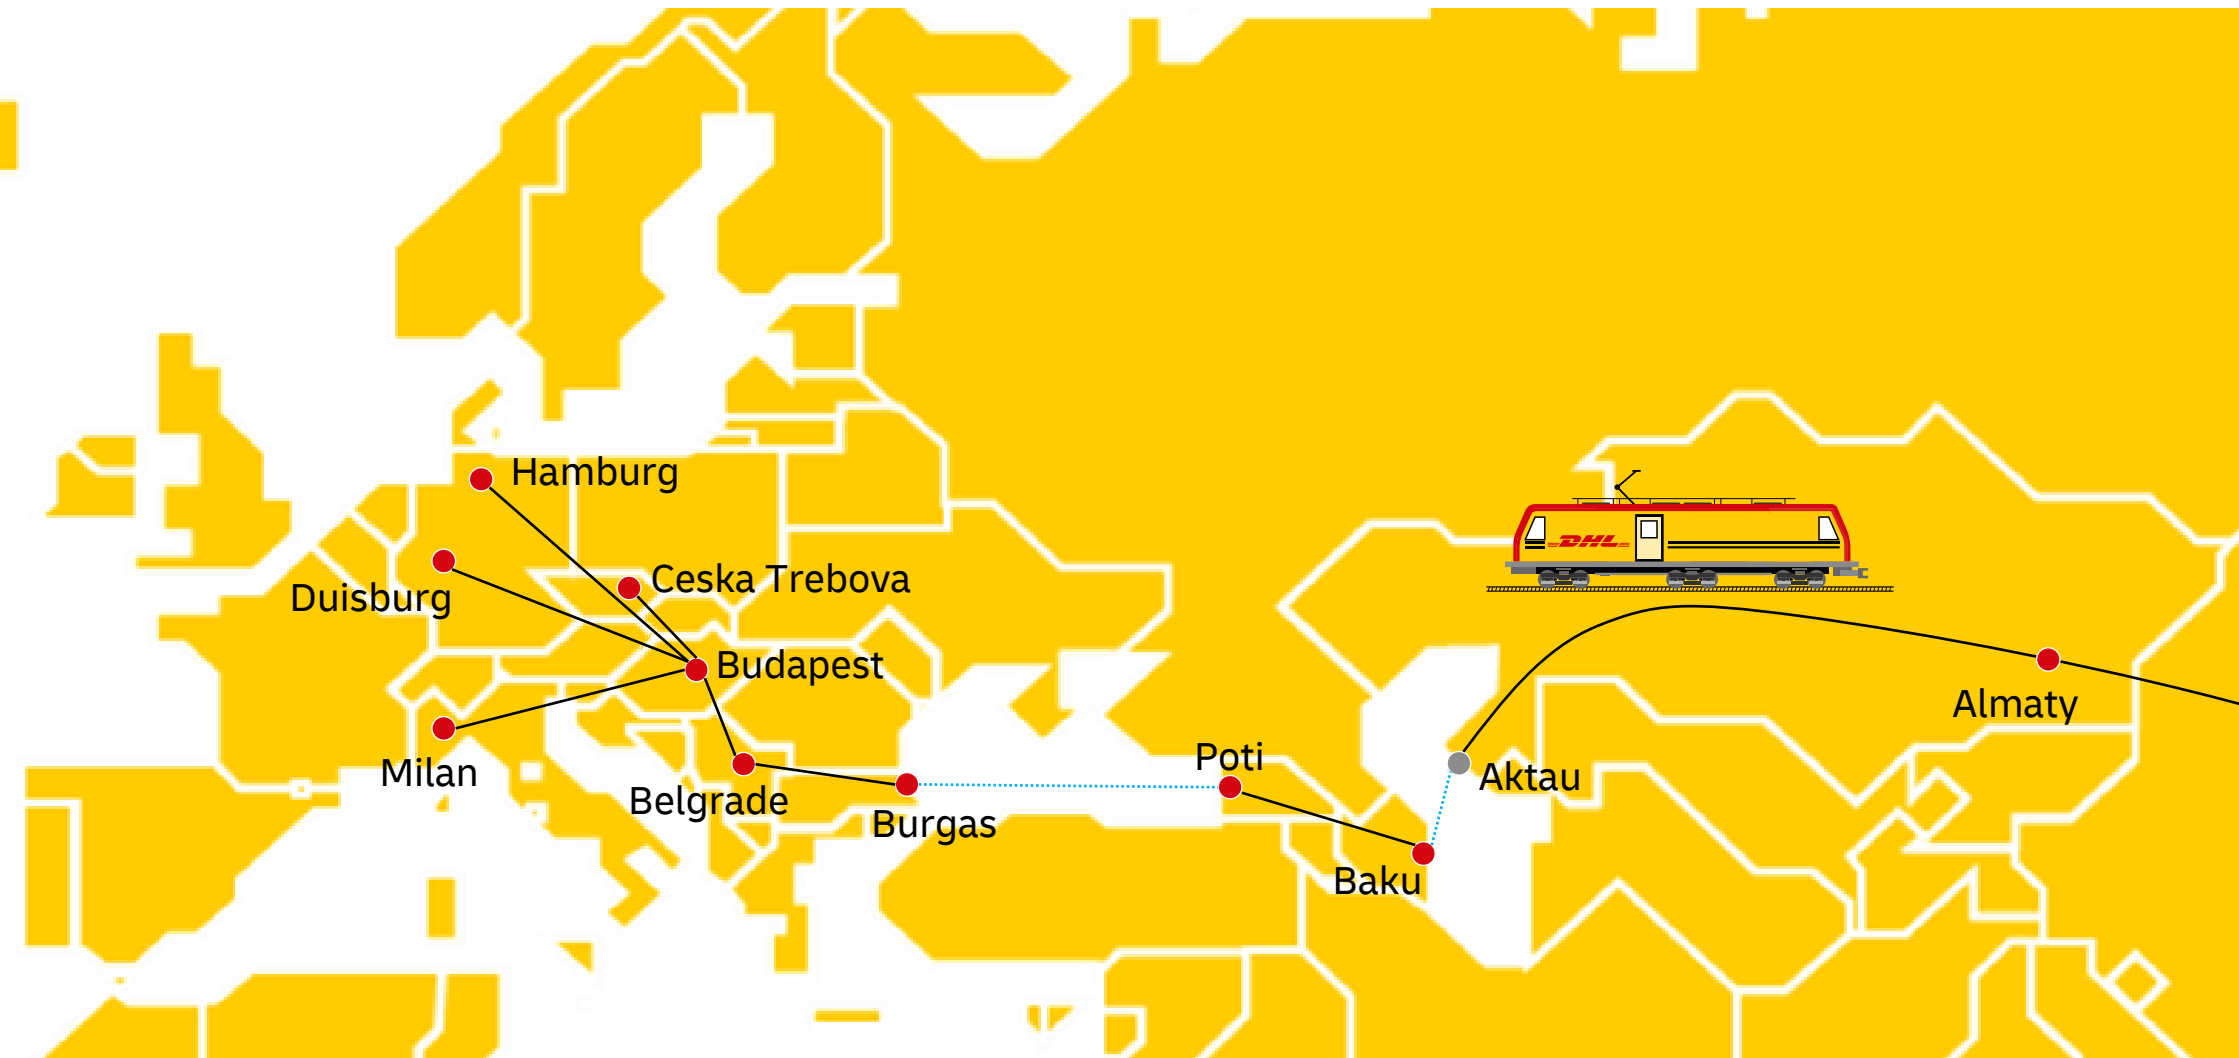 Hamburg
DHL
Ceska Trebova
Duisburg
Budapest
Almaty
Milan
Poti
Aktau
Belgrade
Burgas
Baku